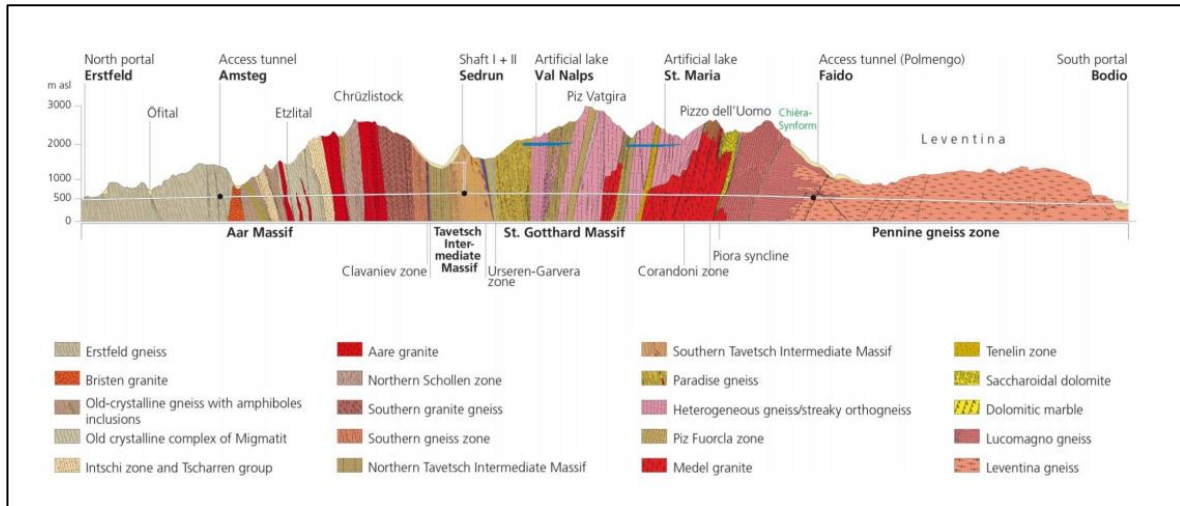 North portal
Erstfeld
Access tunnel
Amsteg
Shaft I + II
Sedrun
Artificial lake
Val Nalps
Artificial lake
St. Maria
Access tunnel (Polmengo)
Faido
South portal
Bodio
m asl
3000
2000
1000
500
0
Öfital
Etzlital
Chrüzlistock
Piz Vatgira
Pizzo dell'Uomo
Chièra-
Synform
Leventina
Aar Massif
Tavetsch
Inter-
mediate
Massif
St. Gotthard Massif
Pennine gneiss zone
Clavaniev zone
Urseren-Garvera
zone
Corandoni zone
Piora syncline
Erstfeld gneiss
Bristen granite
Old-crystalline gneiss with amphiboles
inclusions
Old crystalline complex of Migmatit
Intschi zone and Tscharren group
Aare granite
Northern Schollen zone
Southern granite gneiss
Southern gneiss zone
Northern Tavetsch Intermediate Massif
Southern Tavetsch Intermediate Massif
Paradise gneiss
Heterogeneous gneiss/streaky orthogneiss
Piz Fuorcla zone
Medel granite
Tenelin zone
Saccharoidal dolomite
Dolomitic marble
Lucomagno gneiss
Leventina gneiss